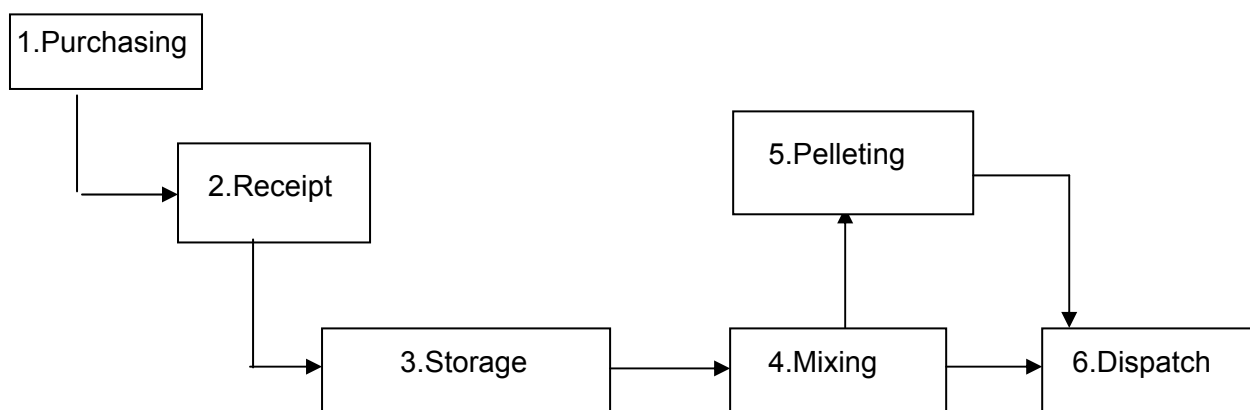 1.Purchasing
2.Receipt
3.Storage
4.Mixing
5.Pelleting
6.Dispatch